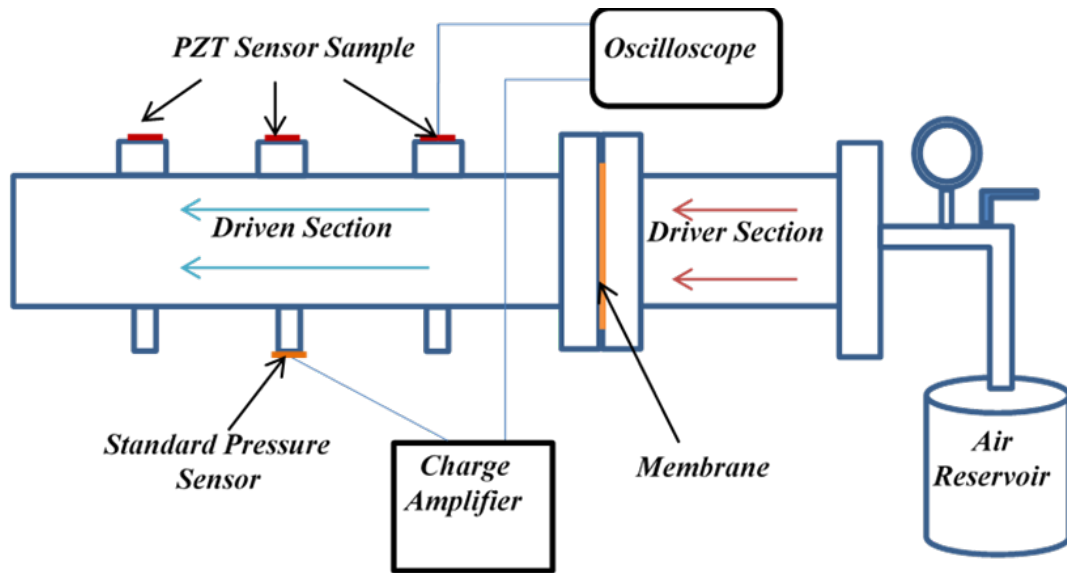 PZT Sensor Sample
Oscilloscope
Driven Section
Driver Section
Standard Pressure
Sensor
Charge
Amplifier
Membrane
Air
Reservoir